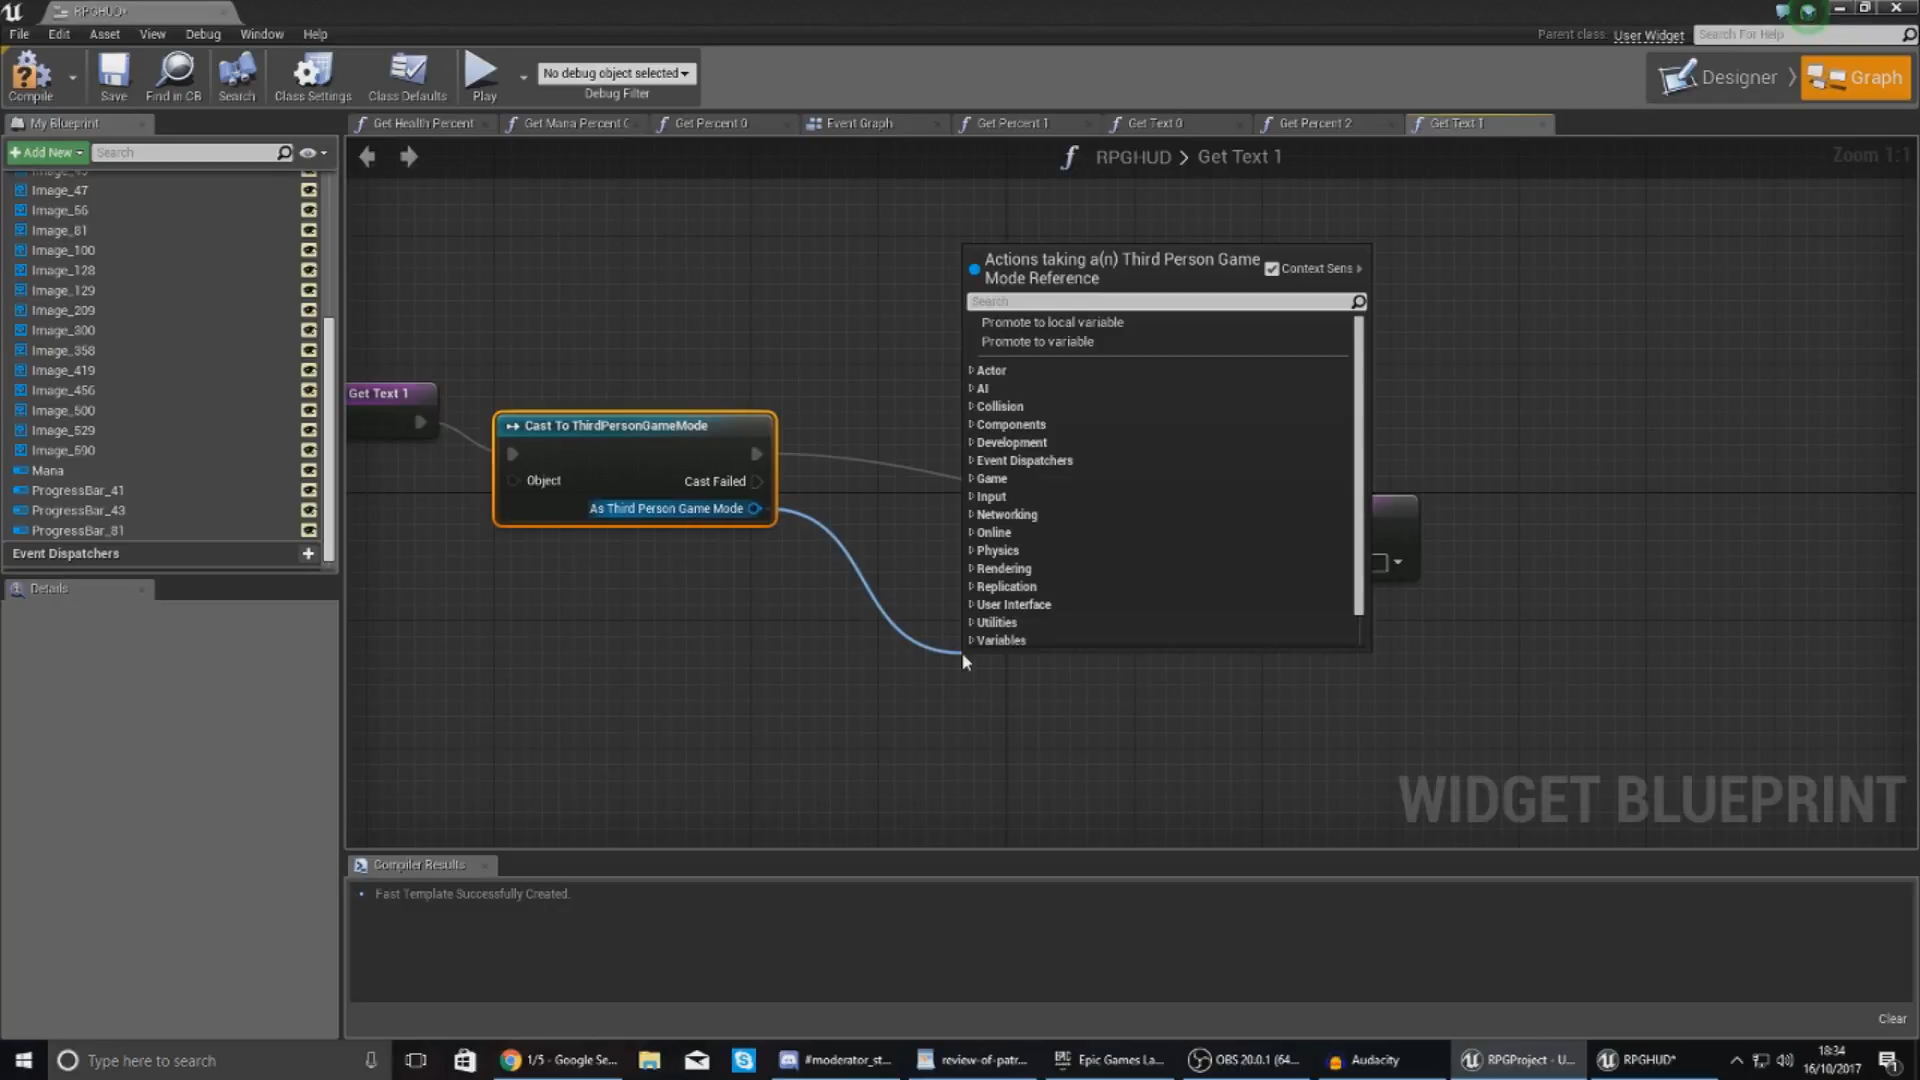 RPGHUD*
File Edit Asset View Debug Window Help
Parent class: User Widget Search For Help
Compile Save Find in CB Search Class Settings Class Defaults Play
No debug object selected
Debug Filter
Designer Graph
My Blueprint
Get Health Percent Get Mana Percent ( Get Percent 0 Event Graph Get Percent 1 Get Text 0 Get Percent 2 Get Text 1
+Add New Search
RPGHUD > Get Text 1
Zoom 1:1
Image_47
Image_56
Image_81
Image_100
Image_128
Image_129
Image_209
Image_300
Image_358
Image_419
Image_456
Image_500
Image_529
Image_590
Mana
ProgressBar_41
ProgressBar_43
ProgressBar_81
Event Dispatchers +
Details
Get Text 1
Cast To ThirdPersonGameMode
Object
Cast Failed
As Third Person Game Mode
Actions taking a(n) Third Person Game
Mode Reference
Context Sens
Search
Promote to local variable
Promote to variable
Actor
AI
Collision
Components
Development
Event Dispatchers
Game
Input
Networking
Online
Physics
Rendering
Replication
User Interface
Utilities
Variables
WIDGET BLUEPRINT
Compiler Results
• Fast Template Successfully Created.
Clear
Type here to search
1/5 - Google Se...
#moderator_st...
review-of-patr...
Epic Games La...
OBS 20.0.1 (64...
Audacity
RPGProject - U...
RPGHUD*
18:34
16/10/2017